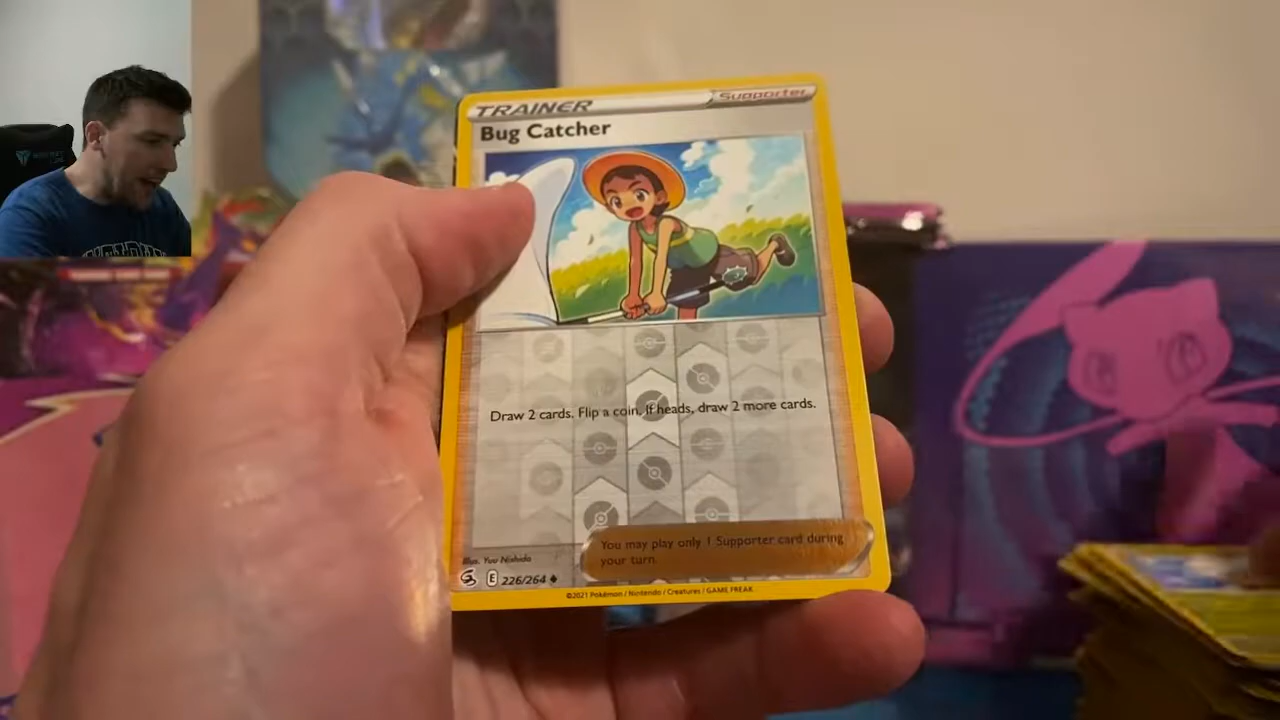 TRAINER
Supporter
Bug Catcher
Draw 2 cards. Flip a coin. If heads, draw 2 more cards.
You may play only 1 Supporter card during
your turn.
Illus. Yuu Nishida
E 226/264
©2021 Pokémon / Nintendo / Creatures / GAME FREAK